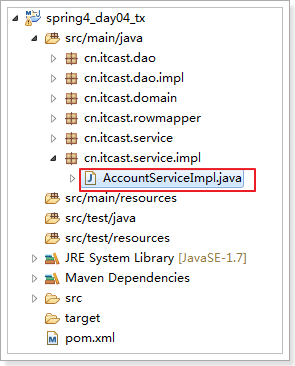 spring4_day04_tx
src/main/java
cn.itcast.dao
cn.itcast.dao.impl
cn.itcast.domain
cn.itcast.rowmapper
cn.itcast.service
cn.itcast.service.impl
AccountServiceImpl.java
src/main/resources
src/test/java
src/test/resources
JRE System Library [JavaSE-1.7]
Maven Dependencies
src
target
pom.xml